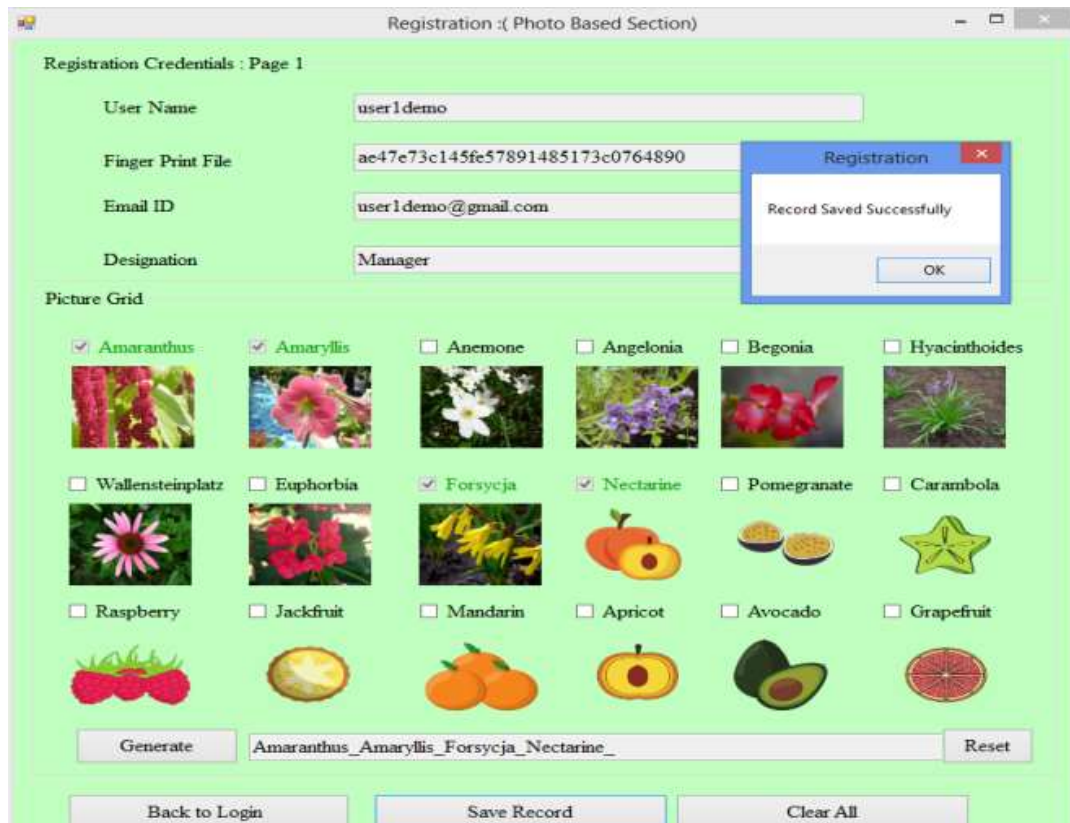 Registration :( Photo Based Section)
Registration Credentials : Page 1
User Name user1demo
Finger Print File ae47e73c145fe57891485173c0764890
Registration
Email ID user1demo@gmail.com
Record Saved Successfully
Designation Manager
OK
Picture Grid
Amaranthus Amaryllis Anemone Angelonia Begonia Hyacinthoides
Wallensteinplatz Euphorbia Forsycja Nectarine Pomegranate Carambola
Raspberry Jackfruit Mandarin Apricot Avocado Grapefruit
Generate Amaranthus_Amaryllis_Forsycja_Nectarine_ Reset
Back to Login Save Record Clear All